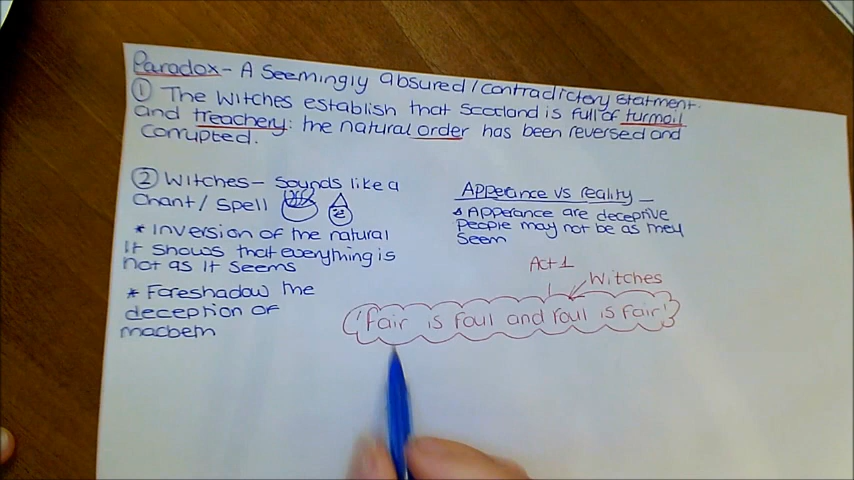 Paradox - A seemingly absured / contradictory statment.
① The witches establish that Scotland is full of turmoil
and treachery: the natural order has been reversed and
corrupted.
② Witches - sounds like a
chant / spell
* Inversion of the natural
It shows that everything is
not as it seems
* Foreshadow the
deception of
macbeth
Apperance vs reality
Apperance are deceptive
People may not be as they
seem
Act 1
Witches
'Fair is foul and foul is fair'